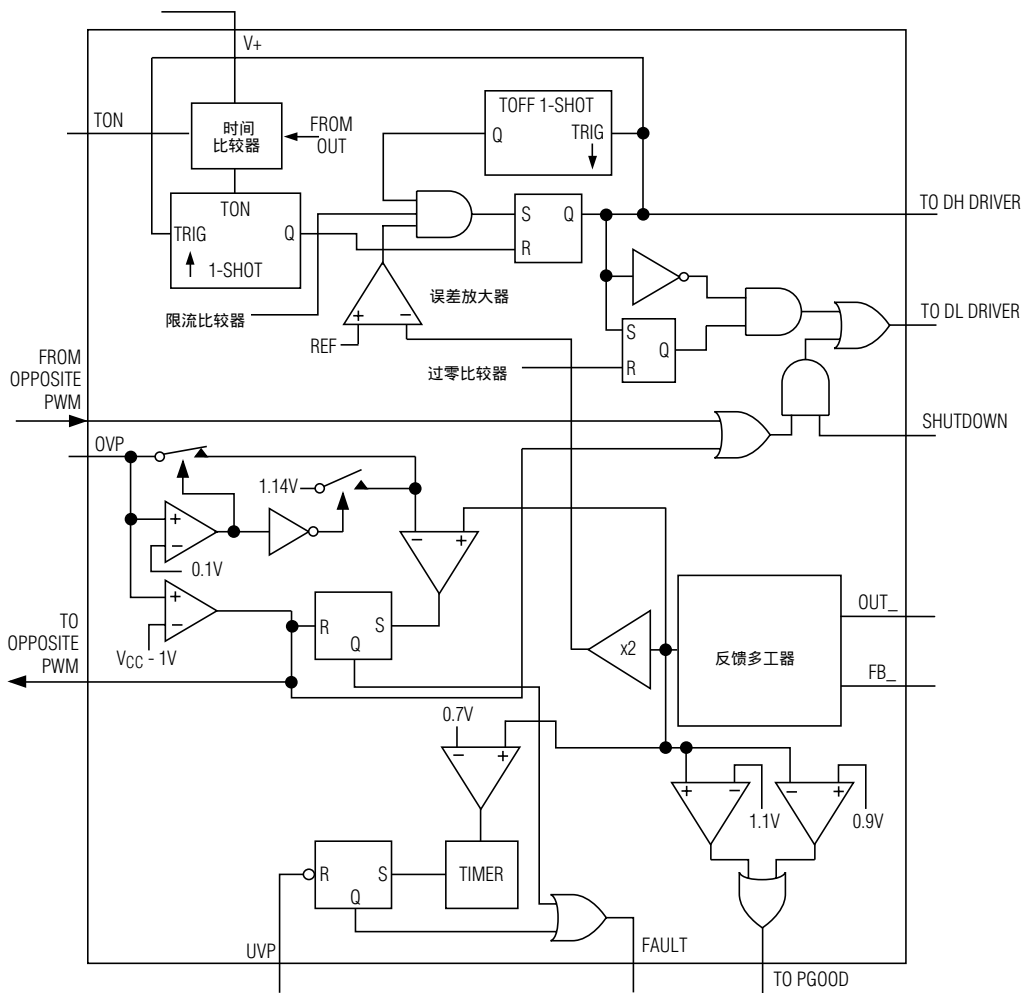 V+
TOFF 1-SHOT
TON
时间
比较器
FROM
OUT
Q
TRIG
TON
TRIG
Q
1-SHOT
S
Q
R
TO DH DRIVER
误差放大器
+
−
限流比较器
REF
S
Q
R
过零比较器
TO DL DRIVER
FROM
OPPOSITE
PWM
SHUTDOWN
OVP
1.14V
+
−
0.1V
−
+
+
−
VCC - 1V
TO
OPPOSITE
PWM
R
S
Q
x2
反馈多工器
OUT_
FB_
0.7V
−
+
+
−
1.1V
−
+
0.9V
R
S
Q
TIMER
UVP
FAULT
TO PGOOD